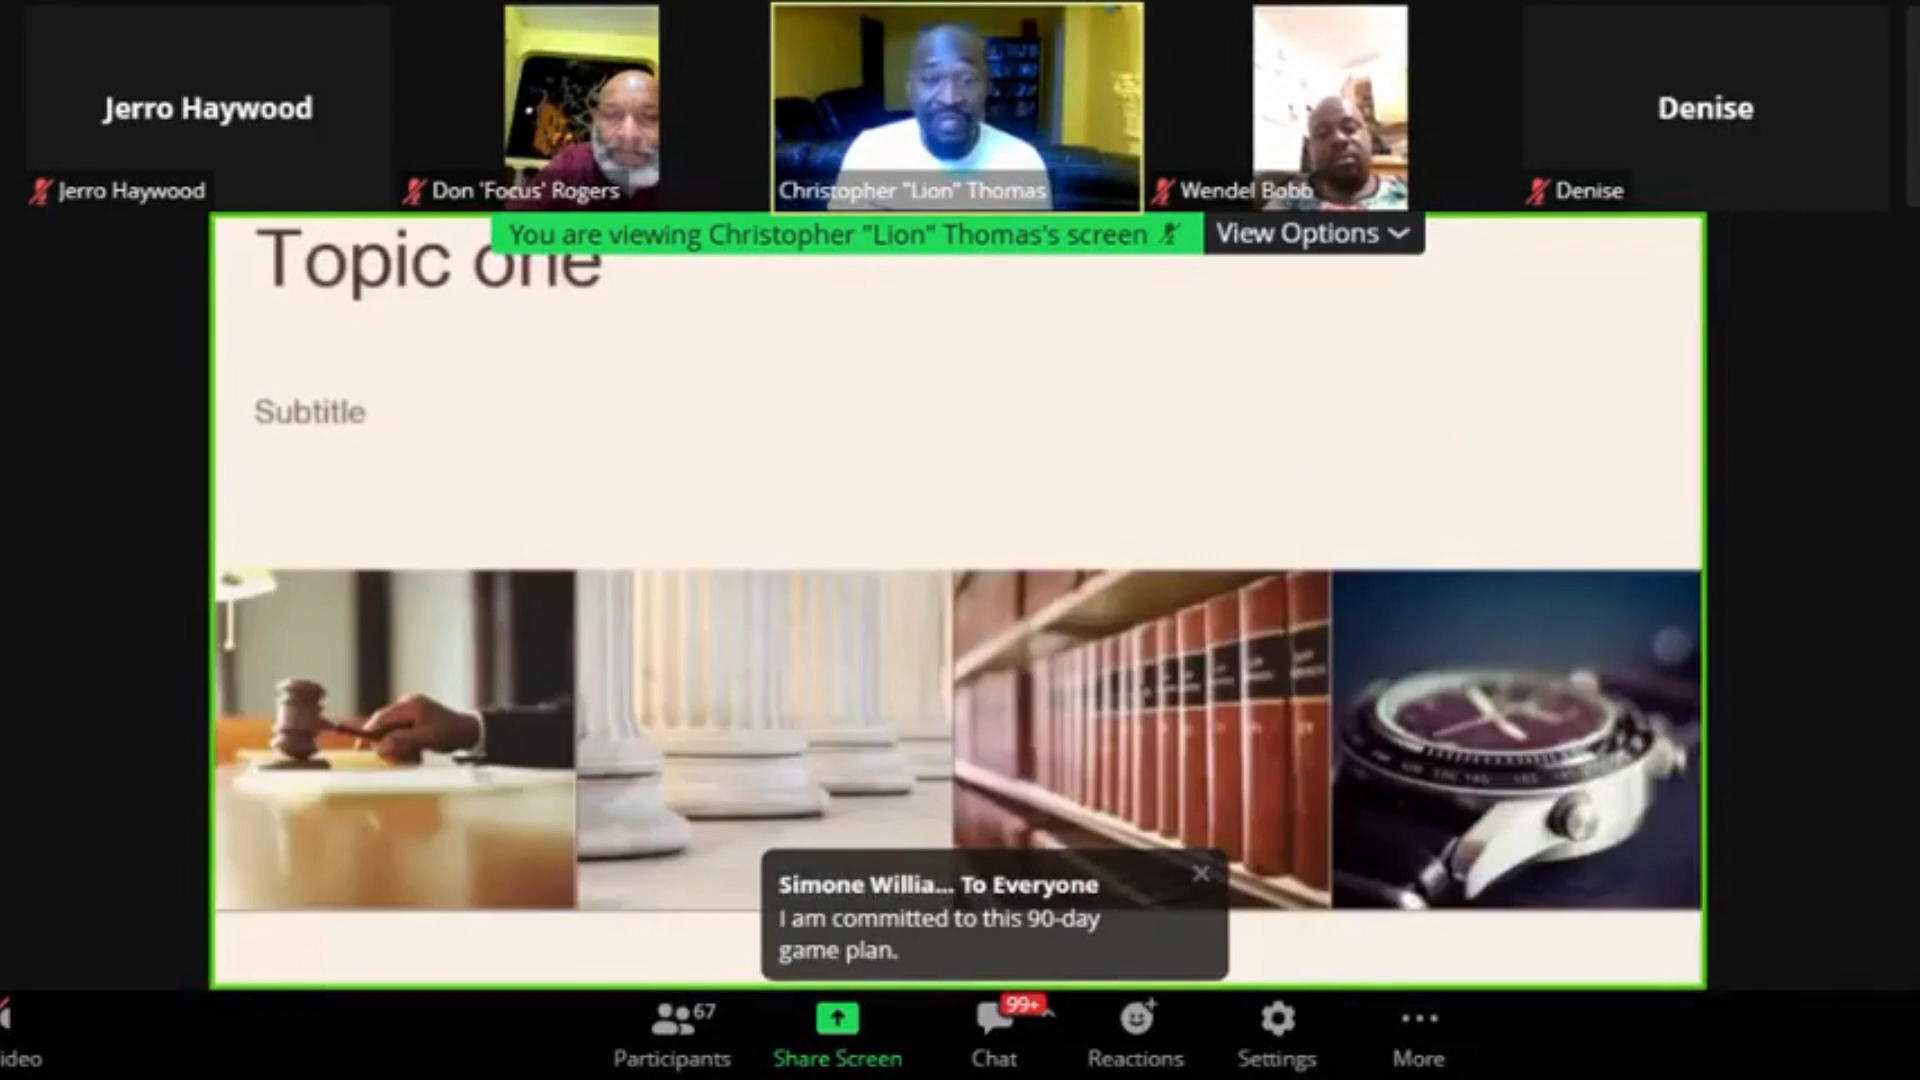 Jerro Haywood
Denise
Jerro Haywood
Don 'Focus' Rogers
Christopher "Lion" Thomas
Wendel Bobb
Denise
You are viewing Christopher "Lion" Thomas's screen
View Options
Topic one
Subtitle
Simone Willia... To Everyone
I am committed to this 90-day
game plan.
67
99+
ideo
Participants
Share Screen
Chat
Reactions
Settings
More